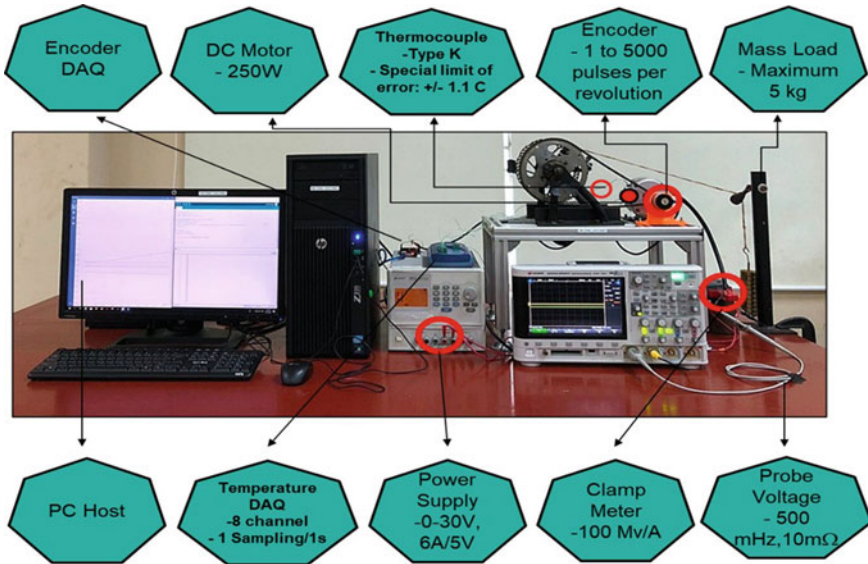 Encoder
DAQ
DC Motor
- 250W
Thermocouple
-Type K
- Special limit of
error: +/- 1.1 C
Encoder
- 1 to 5000
pulses per
revolution
Mass Load
- Maximum
5 kg
PC Host
Temperature
DAQ
-8 channel
- 1 Sampling/1s
Power
Supply
-0-30V,
6A/5V
Clamp
Meter
-100 Mv/A
Probe
Voltage
- 500
mHz,10mΩ